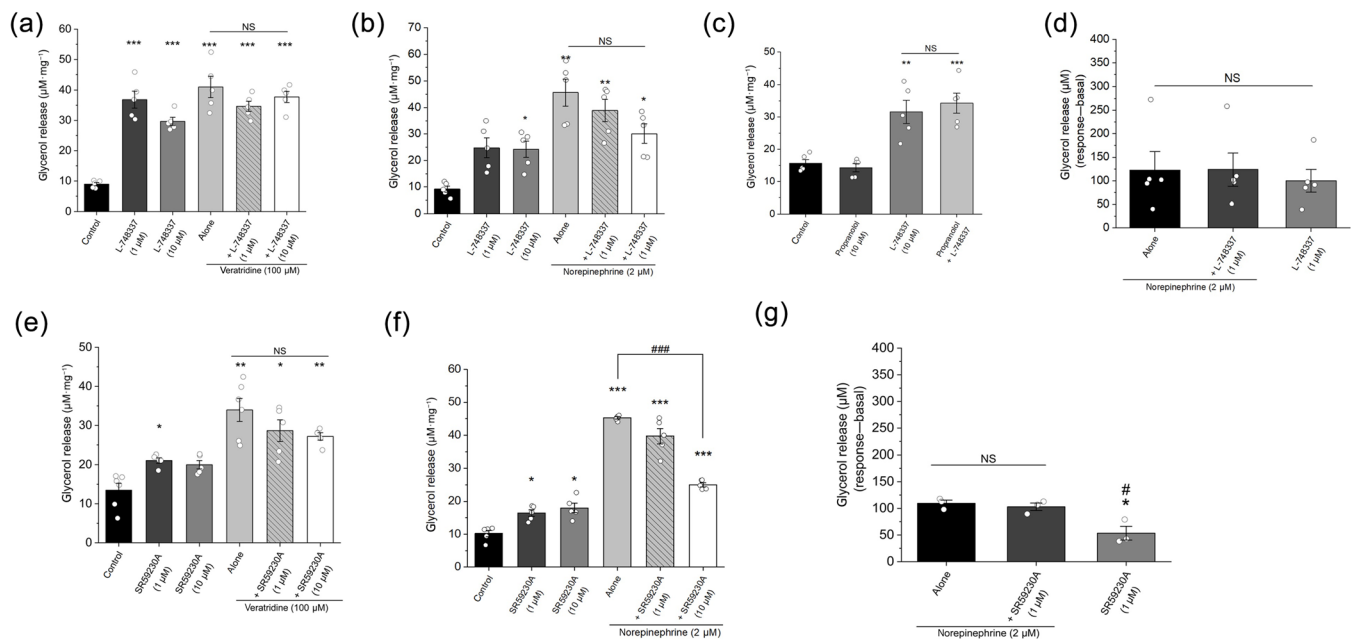 (a)
Glycerol release (µM·mg⁻¹)
60
50
40
30
20
10
0
NS
*** *** *** *** ***
Control
L-748337
(1 µM)
L-748337
(10 µM)
Alone
+ L-748337
(1 µM)
+ L-748337
(10 µM)
Veratridine (100 µM)
(b)
Glycerol release (µM·mg⁻¹)
70
60
50
40
30
20
10
0
NS
* ** ** *
Control
L-748337
(1 µM)
L-748337
(10 µM)
Alone
+ L-748337
(1 µM)
+ L-748337
(10 µM)
Norepinephrine (2 µM)
(c)
Glycerol release (µM·mg⁻¹)
50
40
30
20
10
0
NS
** ***
Control
Propranolol
(10 µM)
L-748337
(10 µM)
Propranolol
+ L-748337
(d)
Glycerol release (µM)
(response—basal)
400
350
300
250
200
150
100
50
0
NS
Alone
+ L-748337
(1 µM)
L-748337
(1 µM)
Norepinephrine (2 µM)
(e)
Glycerol release (µM·mg⁻¹)
50
40
30
20
10
0
NS
* ** * **
Control
SR59230A
(1 µM)
SR59230A
(10 µM)
Alone
+ SR59230A
(1 µM)
+ SR59230A
(10 µM)
Veratridine (100 µM)
(f)
Glycerol release (µM·mg⁻¹)
60
50
40
30
20
10
0
###
* * *** *** ***
Control
SR59230A
(1 µM)
SR59230A
(10 µM)
Alone
+ SR59230A
(1 µM)
+ SR59230A
(10 µM)
Norepinephrine (2 µM)
(g)
Glycerol release (µM)
(response—basal)
400
350
300
250
200
150
100
50
0
NS
#
*
Alone
+ SR59230A
(1 µM)
SR59230A
(1 µM)
Norepinephrine (2 µM)